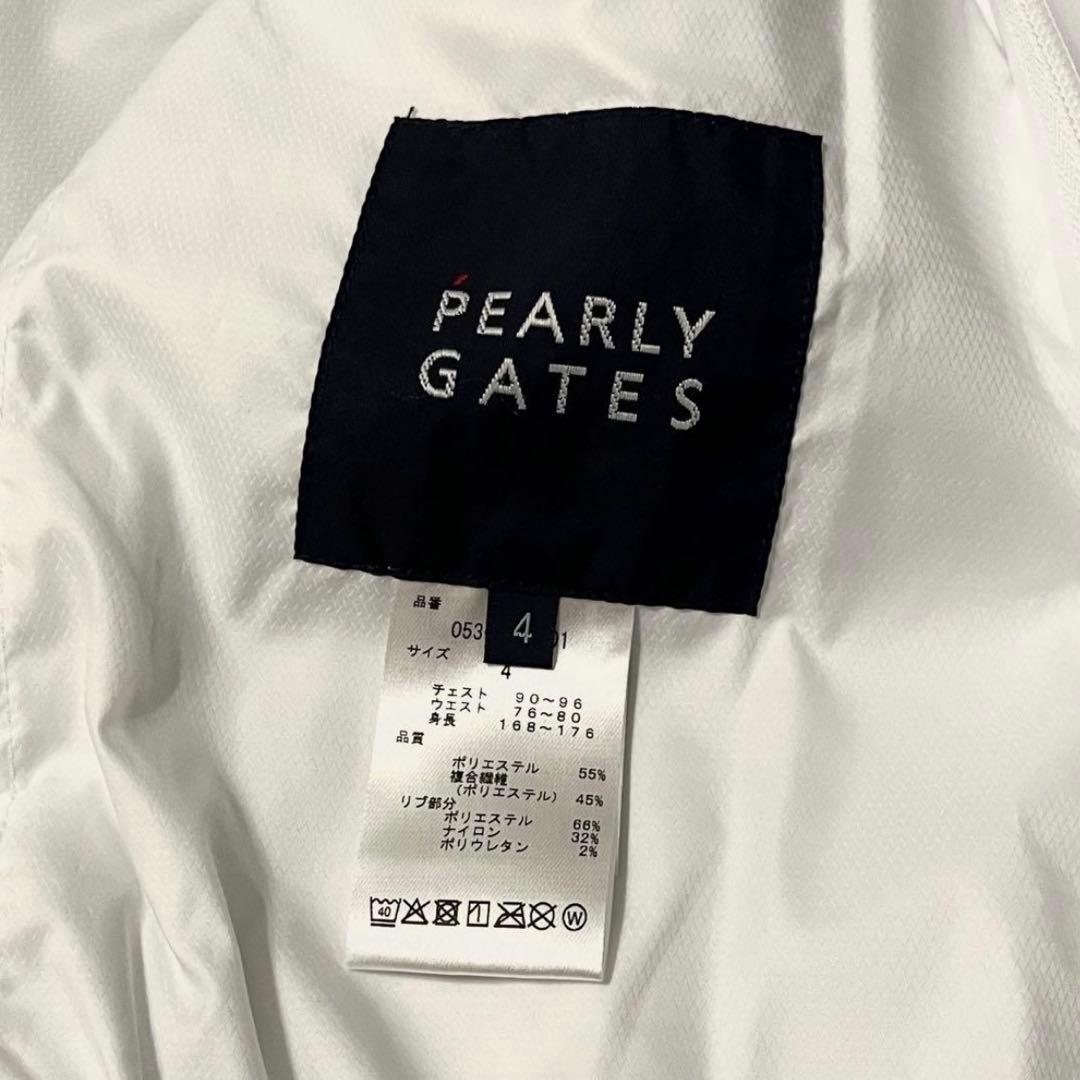 PEARLY
GATES
4
品番
サイズ
4
チェスト 90〜96
ウエスト 76〜80
身長 168〜176
品質
ポリエステル 55%
複合繊維
(ポリエステル) 45%
リブ部分
ポリエステル 66%
ナイロン 32%
ポリウレタン 2%
40 W